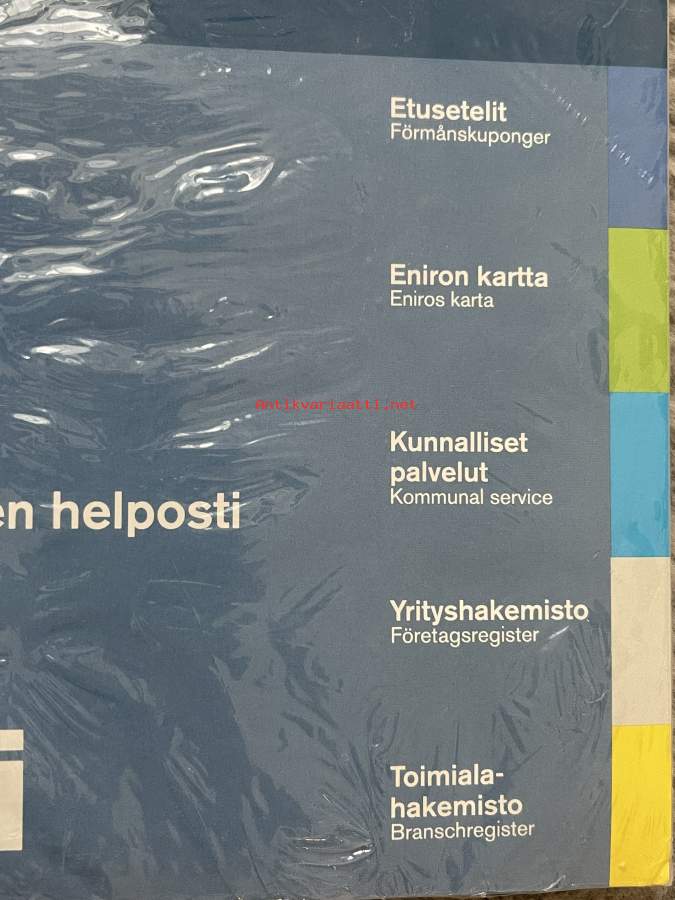 Etusetelit
Förmånskuponger
Eniron kartta
Eniros karta
Antikvariaatti.net
Kunnalliset
palvelut
Kommunal service
en helposti
Yrityshakemisto
Företagsregister
Toimiala-
hakemisto
Branschregister